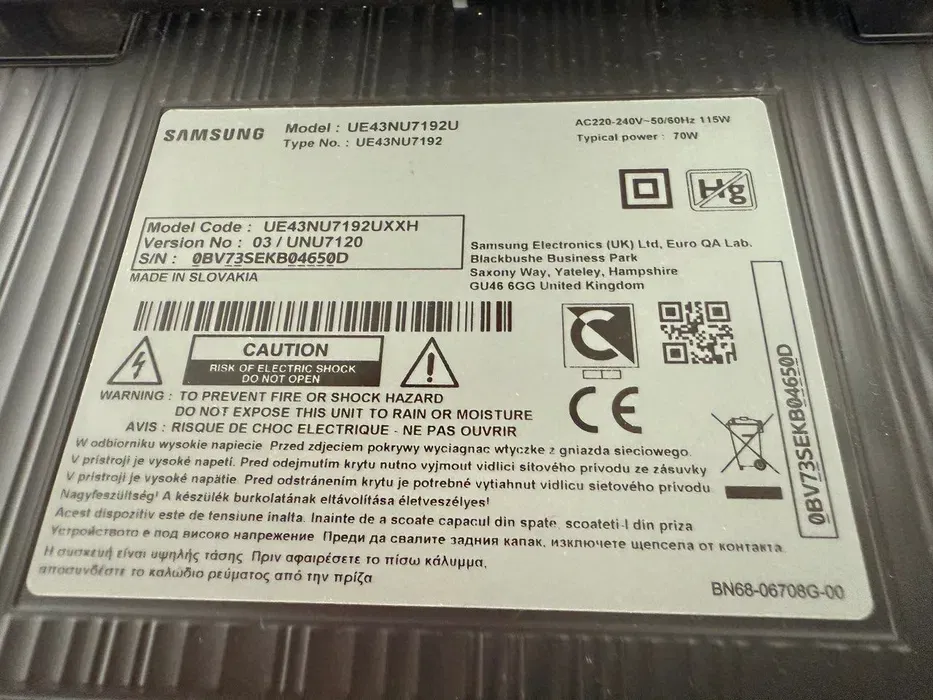 SAMSUNG
Model : UE43NU7192U
Type No. : UE43NU7192
AC220-240V~50/60Hz 115W
Typical power : 70W
Hg
Model Code : UE43NU7192UXXH
Version No : 03 / UNU7120
S/N : 0BV73SEKB04650D
MADE IN SLOVAKIA
Samsung Electronics (UK) Ltd, Euro QA Lab.
Blackbushe Business Park
Saxony Way, Yateley, Hampshire
GU46 6GG United Kingdom
CAUTION
RISK OF ELECTRIC SHOCK
DO NOT OPEN
WARNING : TO PREVENT FIRE OR SHOCK HAZARD
DO NOT EXPOSE THIS UNIT TO RAIN OR MOISTURE
AVIS : RISQUE DE CHOC ELECTRIQUE - NE PAS OUVRIR
C
CE
0BV73SEKB04650D
W odbiorniku wysokie napiecie. Przed zdjeciem pokrywy wyciagnac wtyczke z gniazda sieciowego.
V prístroji je vysoké napetí. Pred odejmutím krytu nutno vyjmout vidlici sítového prívodu ze zásuvky
V prístroji je vysoké napätie. Pred odstránením krytu je potrebné vytiahnut vidlicu sietového prívodu
Nagyfeszültség! A készülék burkolatának eltávolítása életveszélyes!
Acest dispozitiv este de tensiune inalta. Inainte de a scoate capacul din spate, scoateti-l din priza
Устройството е под високо напрежение. Преди да свалите задния капак, изключете щепсела от контакта.
Η συσκευή είναι υψηλής τάσης. Πριν αφαιρέσετε το πίσω κάλυμμα,
αποσυνδέστε το καλώδιο ρεύματος από την πρίζα
BN68-06708G-00